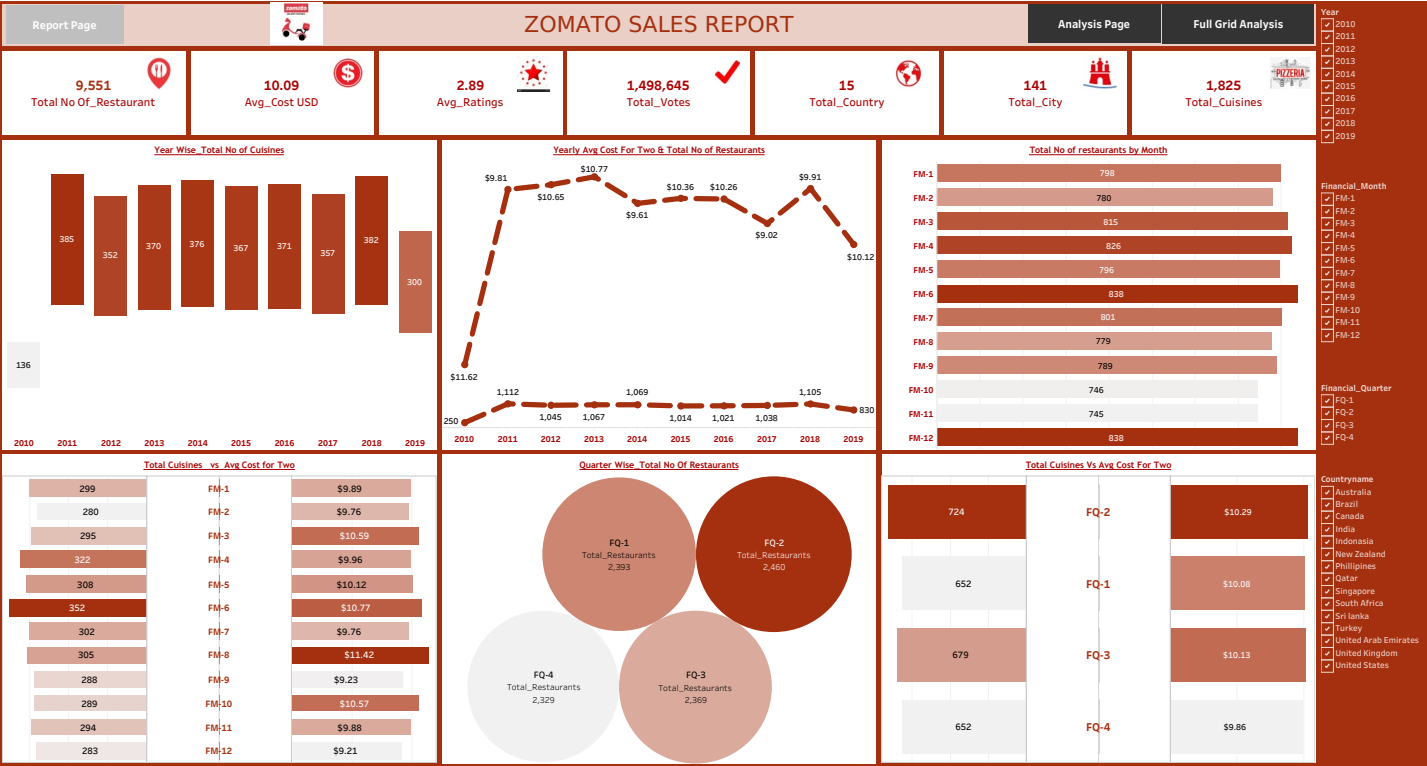 Report Page
zomato
ZOMATO SALES REPORT
Analysis Page
Full Grid Analysis
9,551
Total No Of_Restaurant
10.09
Avg_Cost USD
2.89
Avg_Ratings
1,498,645
Total_Votes
15
Total_Country
141
Total_City
1,825
Total_Cuisines
PIZZERIA
Year Wise_Total No of Cuisines
385
352
370
376
367
371
357
382
300
136
2010 2011 2012 2013 2014 2015 2016 2017 2018 2019
Yearly Avg Cost For Two & Total No of Restaurants
$11.62
$9.81
$10.65
$10.77
$9.61
$10.36
$10.26
$9.02
$9.91
$10.12
250
1,112
1,045
1,067
1,069
1,014
1,021
1,038
1,105
830
2010 2011 2012 2013 2014 2015 2016 2017 2018 2019
Total No of restaurants by Month
FM-1 798
FM-2 780
FM-3 815
FM-4 826
FM-5 796
FM-6 838
FM-7 801
FM-8 779
FM-9 789
FM-10 746
FM-11 745
FM-12 838
Total Cuisines vs Avg Cost for Two
299 FM-1 $9.89
280 FM-2 $9.76
295 FM-3 $10.59
322 FM-4 $9.96
308 FM-5 $10.12
352 FM-6 $10.77
302 FM-7 $9.76
305 FM-8 $11.42
288 FM-9 $9.23
289 FM-10 $10.57
294 FM-11 $9.88
283 FM-12 $9.21
Quarter Wise_Total No Of Restaurants
FQ-1
Total_Restaurants
2,393
FQ-2
Total_Restaurants
2,460
FQ-4
Total_Restaurants
2,329
FQ-3
Total_Restaurants
2,369
Total Cuisines Vs Avg Cost For Two
724 FQ-2 $10.29
652 FQ-1 $10.08
679 FQ-3 $10.13
652 FQ-4 $9.86
Year
2010
2011
2012
2013
2014
2015
2016
2017
2018
2019
Financial_Month
FM-1
FM-2
FM-3
FM-4
FM-5
FM-6
FM-7
FM-8
FM-9
FM-10
FM-11
FM-12
Financial_Quarter
FQ-1
FQ-2
FQ-3
FQ-4
Countryname
Australia
Brazil
Canada
India
Indonasia
New Zealand
Phillipines
Qatar
Singapore
South Africa
Sri lanka
Turkey
United Arab Emirates
United Kingdom
United States